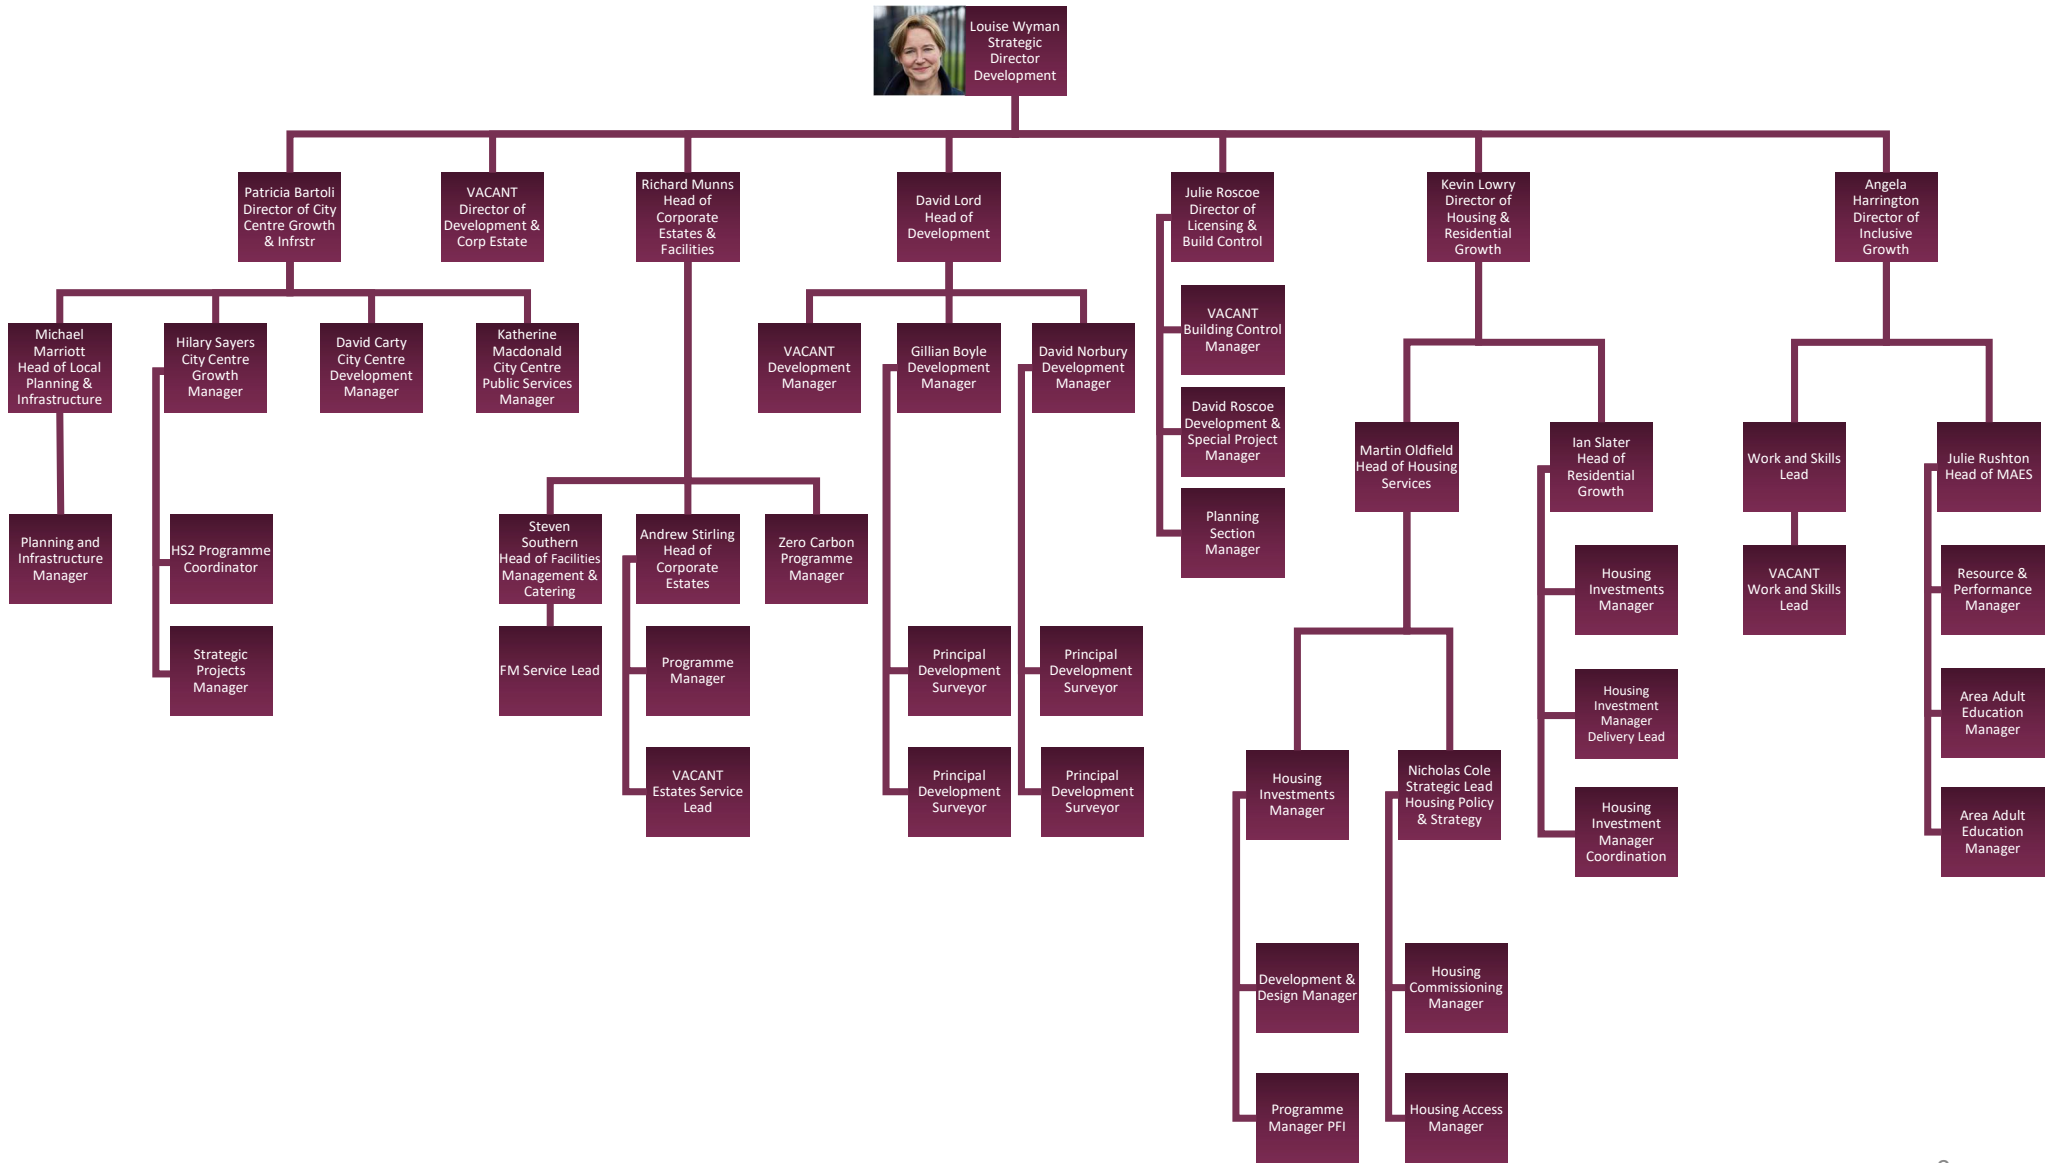 Louise Wyman
Strategic
Director
Development
Patricia Bartoli
Director of City
Centre Growth
& Infrstr
VACANT
Director of
Development &
Corp Estate
Richard Munns
Head of
Corporate
Estates &
Facilities
David Lord
Head of
Development
Julie Roscoe
Director of
Licensing &
Build Control
Kevin Lowry
Director of
Housing &
Residential
Growth
Angela
Harrington
Director of
Inclusive
Growth
Michael
Marriott
Head of Local
Planning &
Infrastructure
Hilary Sayers
City Centre
Growth
Manager
David Carty
City Centre
Development
Manager
Katherine
Macdonald
City Centre
Public Services
Manager
VACANT
Development
Manager
Gillian Boyle
Development
Manager
David Norbury
Development
Manager
VACANT
Building Control
Manager
David Roscoe
Development &
Special Project
Manager
Planning
Section
Manager
Martin Oldfield
Head of Housing
Services
Ian Slater
Head of
Residential
Growth
Work and Skills
Lead
Julie Rushton
Head of MAES
Planning and
Infrastructure
Manager
HS2 Programme
Coordinator
Strategic
Projects
Manager
Steven
Southern
Head of Facilities
Management &
Catering
Andrew Stirling
Head of
Corporate
Estates
Zero Carbon
Programme
Manager
FM Service Lead
Programme
Manager
VACANT
Estates Service
Lead
Principal
Development
Surveyor
Principal
Development
Surveyor
Principal
Development
Surveyor
Principal
Development
Surveyor
Housing
Investments
Manager
Housing
Investment
Manager
Delivery Lead
Housing
Investment
Manager
Coordination
VACANT
Work and Skills
Lead
Resource &
Performance
Manager
Area Adult
Education
Manager
Area Adult
Education
Manager
Housing
Investments
Manager
Nicholas Cole
Strategic Lead
Housing Policy
& Strategy
Development &
Design Manager
Programme
Manager PFI
Housing
Commissioning
Manager
Housing Access
Manager